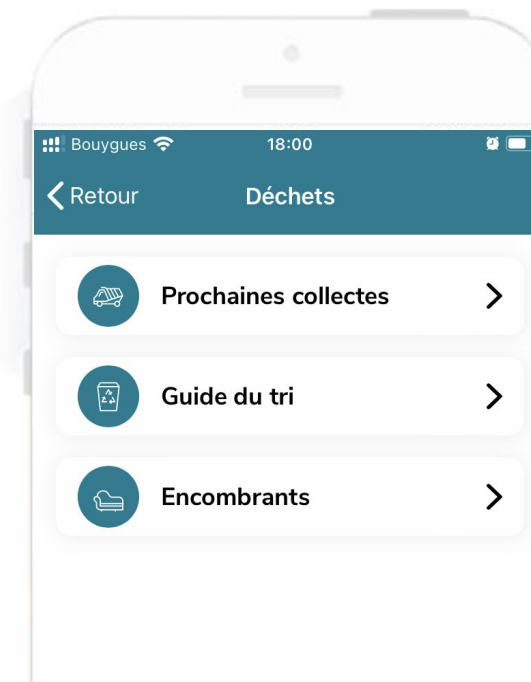 Bouygues 18:00
Retour Déchets
Prochaines collectes
Guide du tri
Encombrants